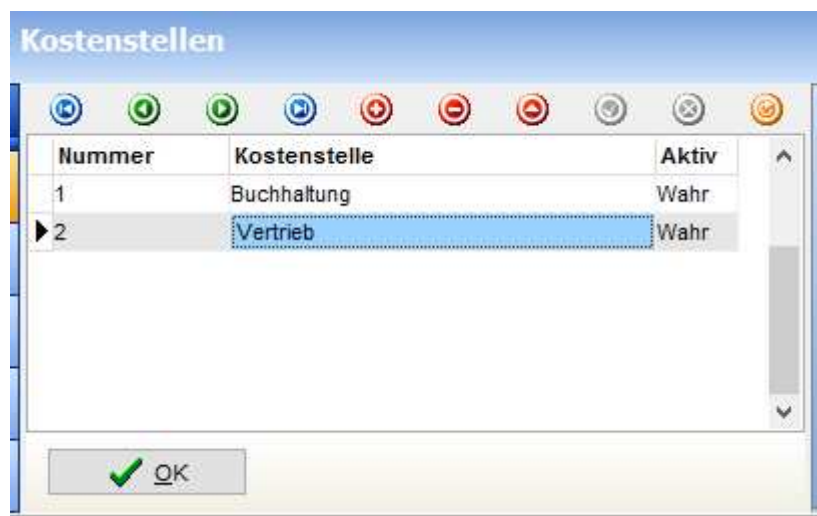 Kostenstellen
Nummer Kostenstelle Aktiv
1 Buchhaltung Wahr
2 Vertrieb Wahr
OK